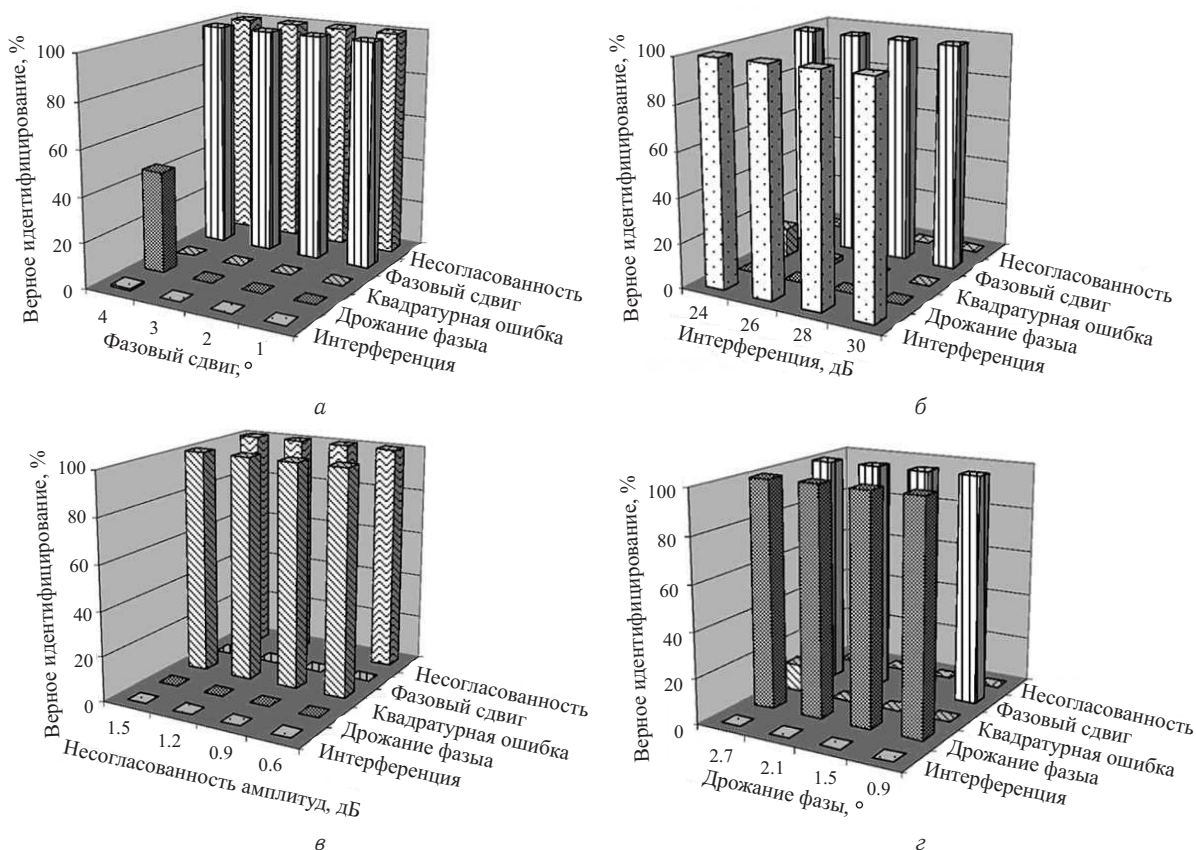 Верное идентифицирование, %
100
80
60
40
20
0
4
3
2
1
Фазовый сдвиг,°
Несогласованность
Фазовый сдвиг
Квадратурная ошибка
Дрожание фазыа
Интерференция
а
Верное идентифицирование, %
100
80
60
40
20
0
24
26
28
30
Интерференция, дБ
Несогласованность
Фазовый сдвиг
Квадратурная ошибка
Дрожание фазыа
Интерференция
б
Верное идентифицирование, %
100
80
60
40
20
0
1.5
1.2
0.9
0.6
Несогласованность амплитуд, дБ
Несогласованность
Фазовый сдвиг
Квадратурная ошибка
Дрожание фазыа
Интерференция
в
Верное идентифицирование, %
100
80
60
40
20
0
2.7
2.1
1.5
0.9
Дрожание фазы, °
Несогласованность
Фазовый сдвиг
Квадратурная ошибка
Дрожание фазыа
Интерференция
г